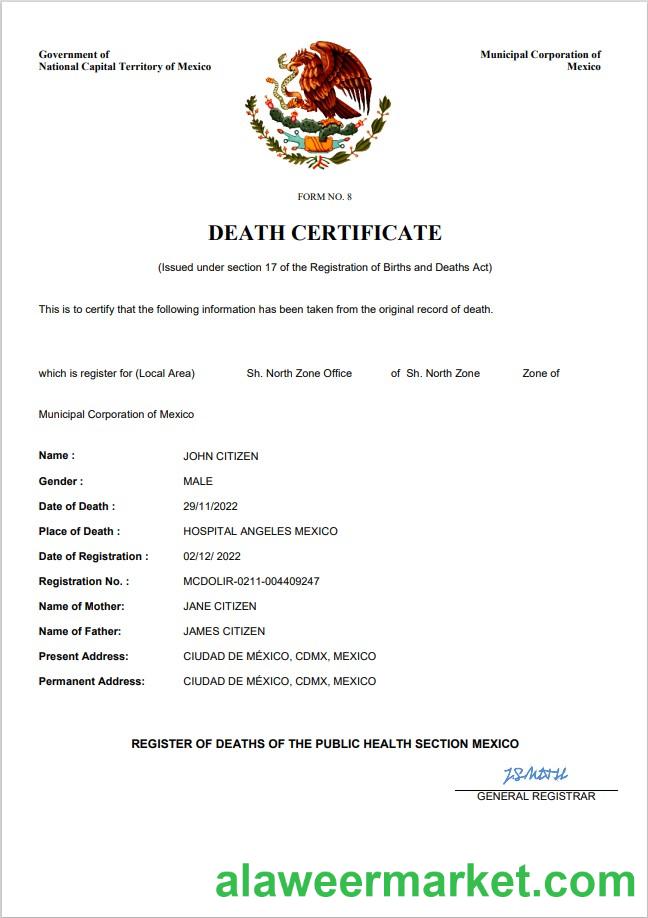 Government of
National Capital Territory of Mexico
Municipal Corporation of
Mexico
FORM NO. 8
DEATH CERTIFICATE
(Issued under section 17 of the Registration of Births and Deaths Act)
This is to certify that the following information has been taken from the original record of death.
which is register for (Local Area) Sh. North Zone Office of Sh. North Zone Zone of
Municipal Corporation of Mexico
Name : JOHN CITIZEN
Gender : MALE
Date of Death : 29/11/2022
Place of Death : HOSPITAL ANGELES MEXICO
Date of Registration : 02/12/ 2022
Registration No. : MCDOLIR-0211-004409247
Name of Mother: JANE CITIZEN
Name of Father: JAMES CITIZEN
Present Address: CIUDAD DE MÉXICO, CDMX, MEXICO
Permanent Address: CIUDAD DE MÉXICO, CDMX, MEXICO
REGISTER OF DEATHS OF THE PUBLIC HEALTH SECTION MEXICO
GENERAL REGISTRAR
alaweermarket.com